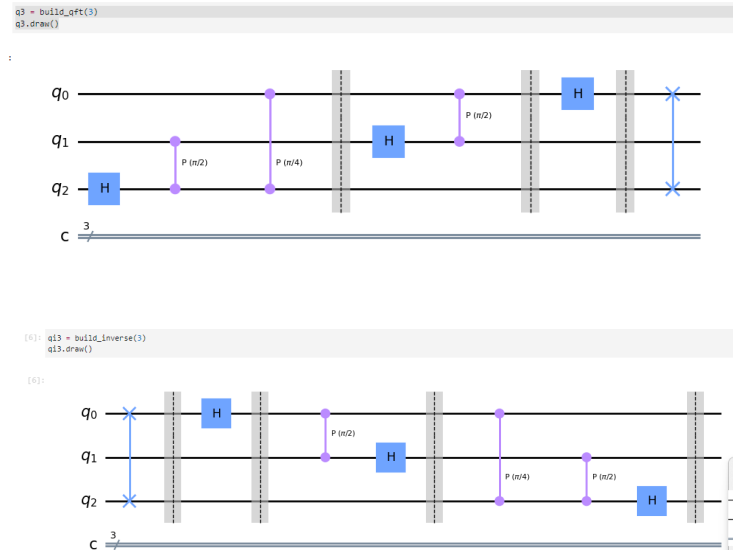 q3 = build_qft(3)
q3.draw()
:
q0
H
P (π/2)
P (π/4)
H
P (π/2)
H
q1
q2
c
3
[6]: qi3 = build_inverse(3)
qi3.draw()
[6]:
q0
H
P (π/2)
H
P (π/4)
P (π/2)
H
q1
q2
c
3